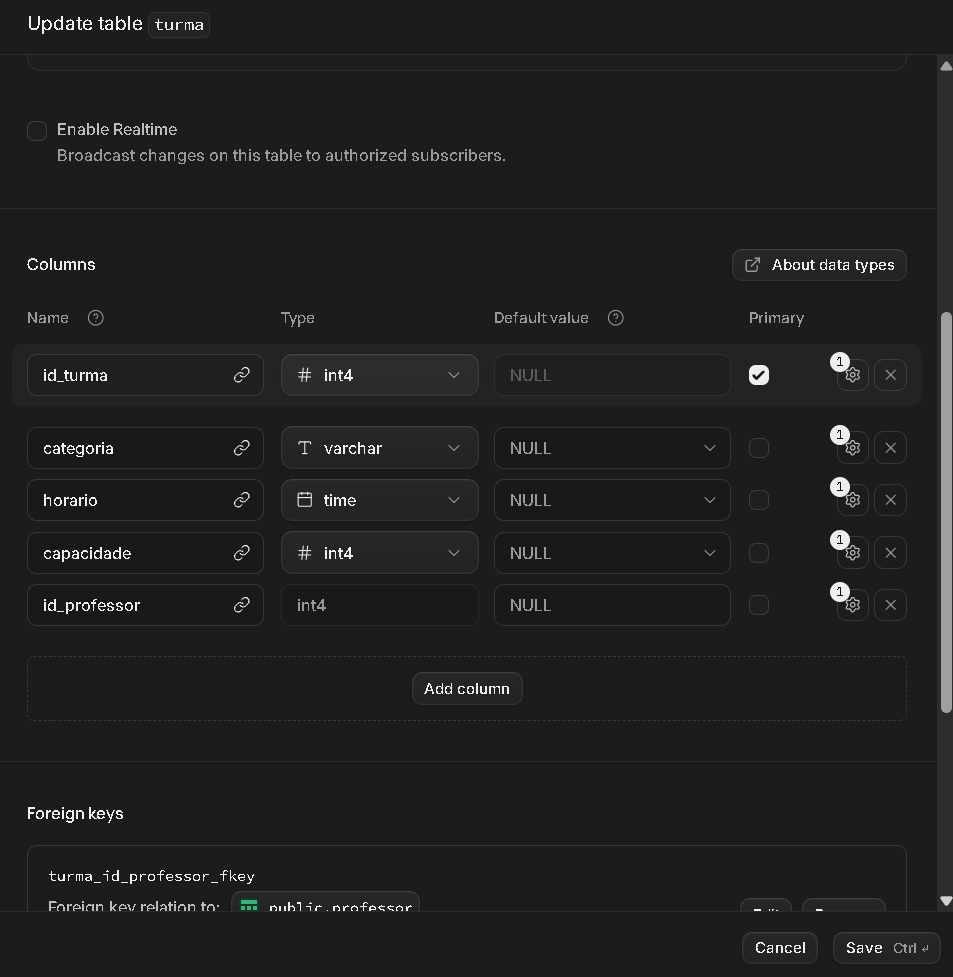 Update table turma
Enable Realtime
Broadcast changes on this table to authorized subscribers.
Columns
About data types
Name
Type
Default value
Primary
id_turma int4 NULL 1
categoria varchar NULL 1
horario time NULL 1
capacidade int4 NULL 1
id_professor int4 NULL 1
Add column
Foreign keys
turma_id_professor_fkey
Foreign key relation to: public.professor
Edit
Cancel
Save Ctrl ↵